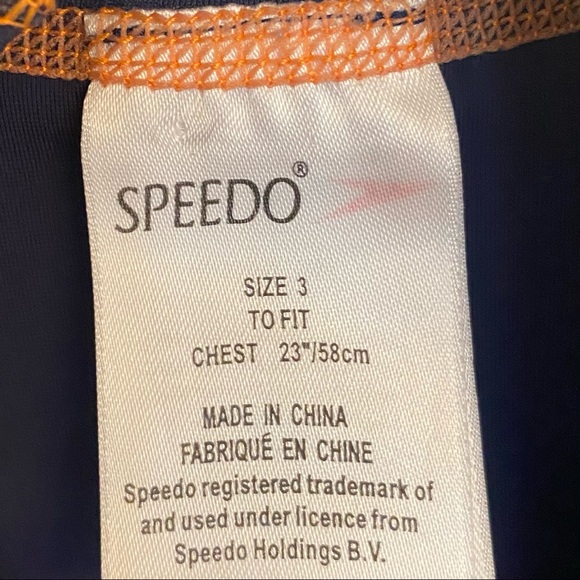 SPEEDO®
SIZE 3
TO FIT
CHEST 23"/58cm
MADE IN CHINA
FABRIQUÉ EN CHINE
Speedo registered trademark of
and used under licence from
Speedo Holdings B.V.